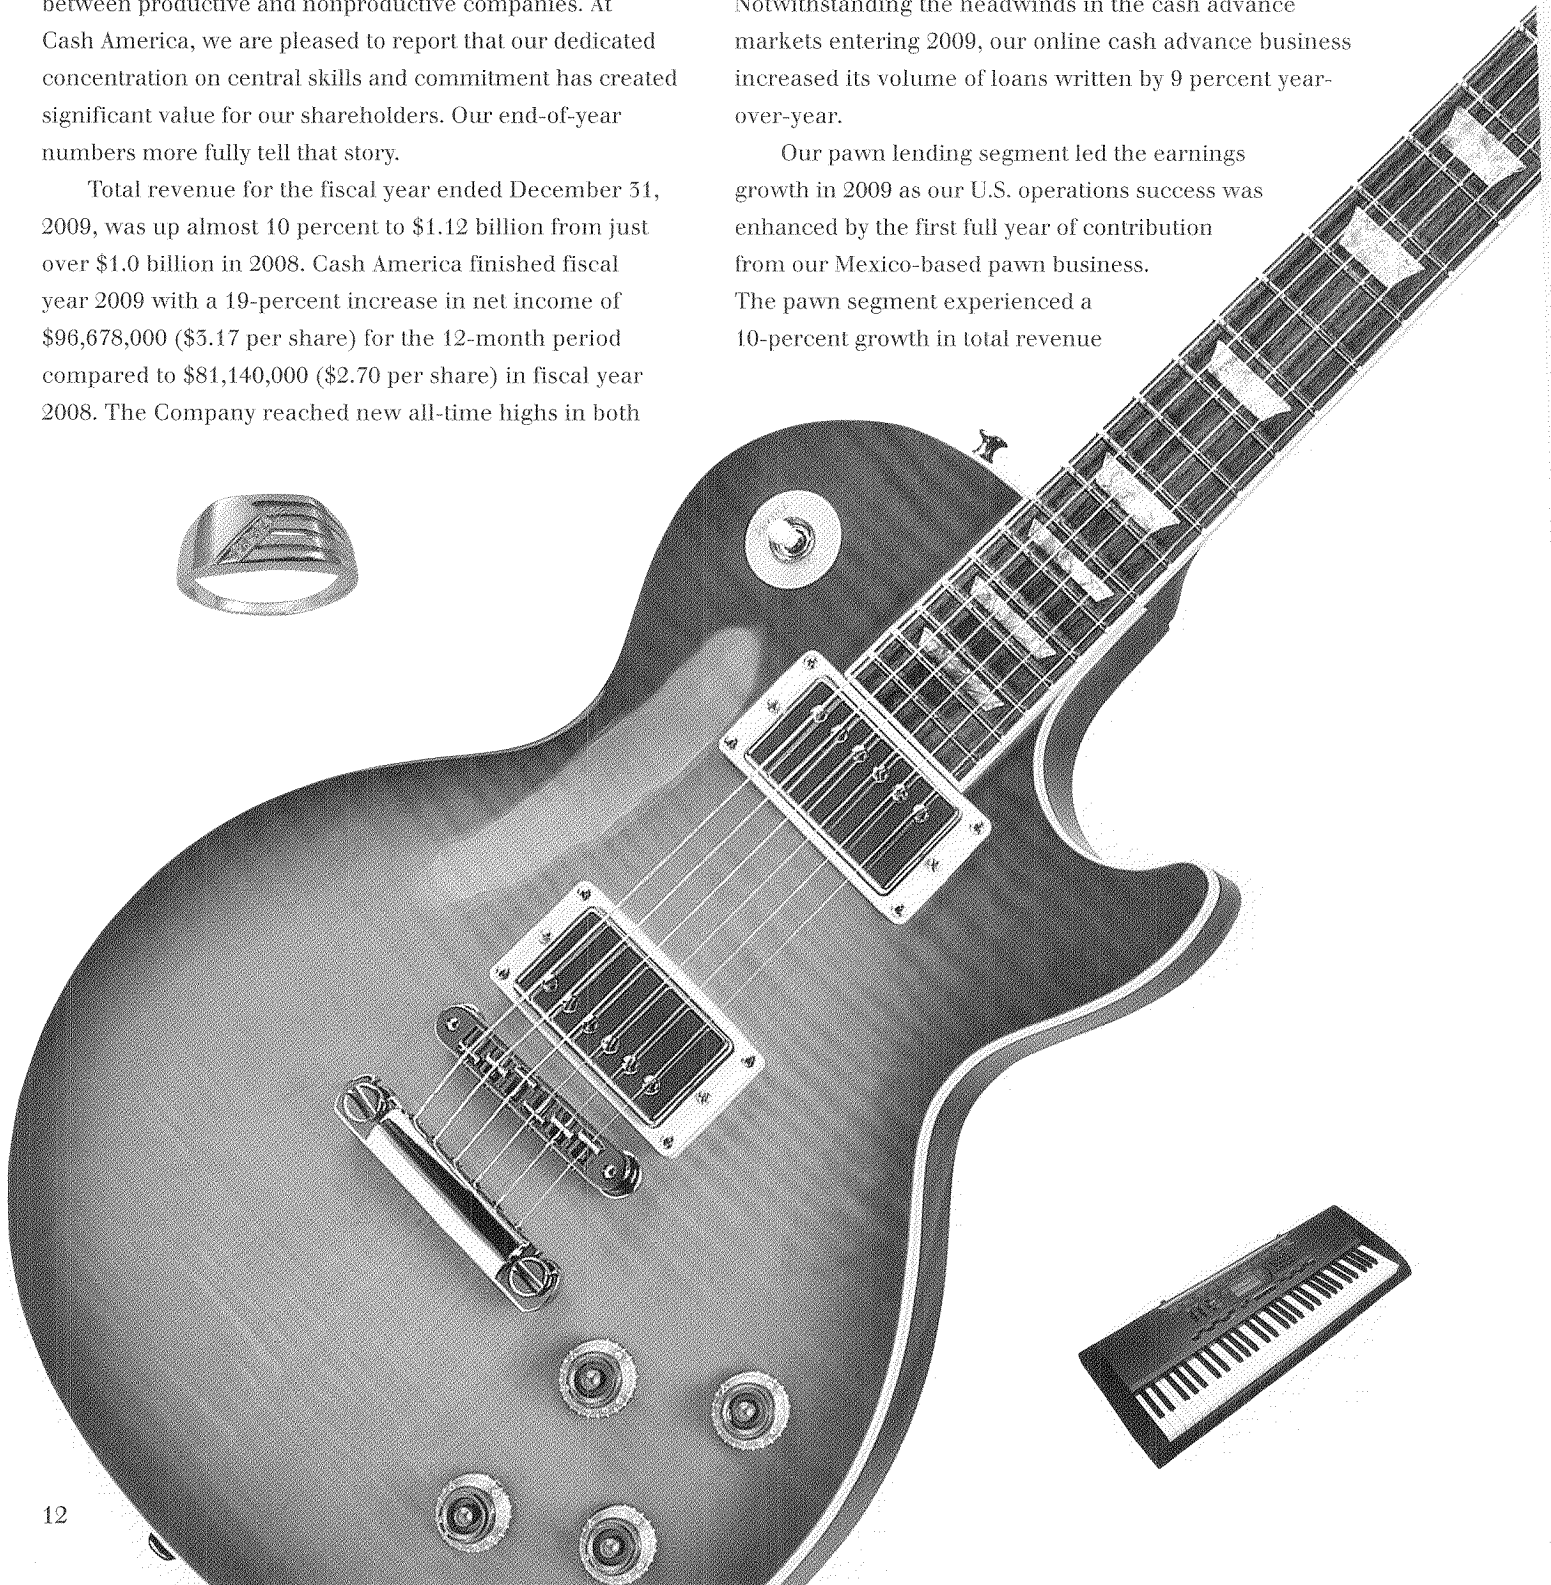 between productive and nonproductive companies. At
Cash America, we are pleased to report that our dedicated
concentration on central skills and commitment has created
significant value for our shareholders. Our end-of-year
numbers more fully tell that story.
Total revenue for the fiscal year ended December 31,
2009, was up almost 10 percent to $1.12 billion from just
over $1.0 billion in 2008. Cash America finished fiscal
year 2009 with a 19-percent increase in net income of
$96,678,000 ($3.17 per share) for the 12-month period
compared to $81,140,000 ($2.70 per share) in fiscal year
2008. The Company reached new all-time highs in both
Notwithstanding the headwinds in the cash advance
markets entering 2009, our online cash advance business
increased its volume of loans written by 9 percent year-
over-year.
Our pawn lending segment led the earnings
growth in 2009 as our U.S. operations success was
enhanced by the first full year of contribution
from our Mexico-based pawn business.
The pawn segment experienced a
10-percent growth in total revenue
12